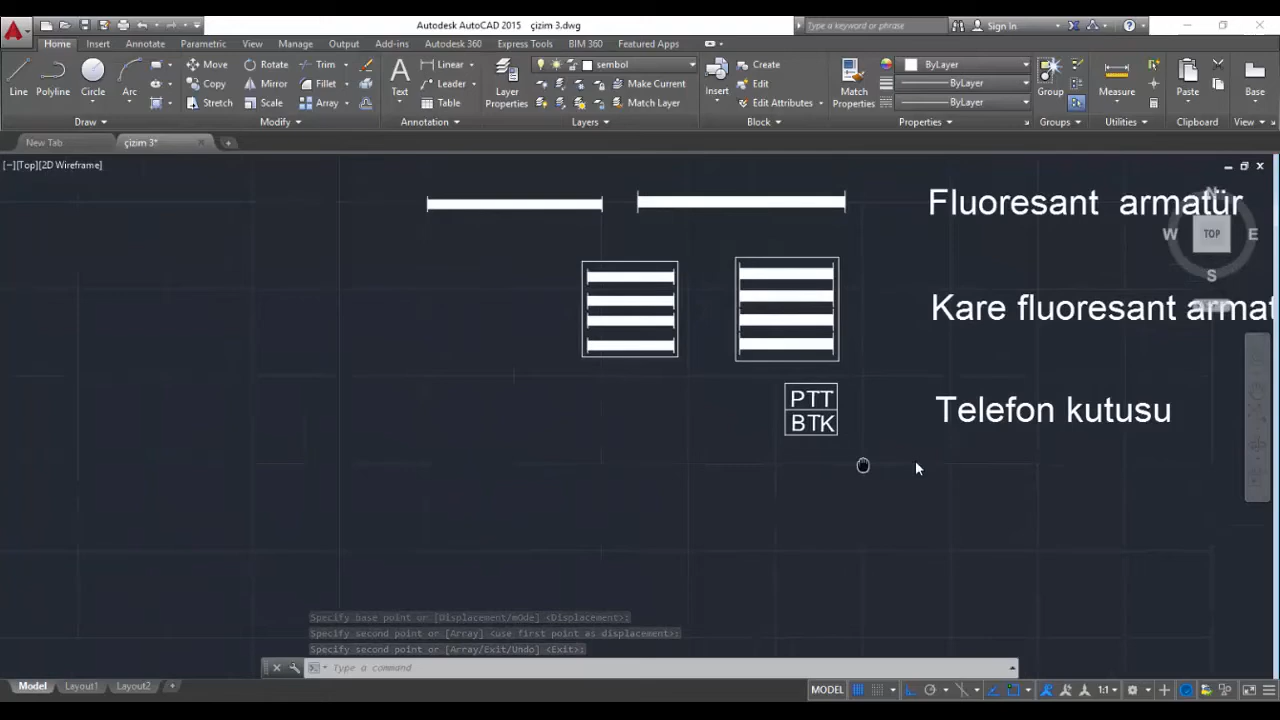 Autodesk AutoCAD 2015 çizim 3.dwg
Type a keyword or phrase
Sign In
Home Insert Annotate Parametric View Manage Output Add-ins Autodesk 360 Express Tools BIM 360 Featured Apps
Line
Polyline
Circle
Arc
Move Rotate Trim
Copy Mirror Fillet
Stretch Scale Array
Text
Linear
Leader
Table
Layer
Properties
sembol
Make Current
Match Layer
Insert
Create
Edit
Edit Attributes
Match
Properties
ByLayer
ByLayer
ByLayer
Group
Measure
Paste
Base
Draw Modify Annotation Layers Block Properties Groups Utilities Clipboard View
New Tab çizim 3*
[−][Top][2D Wireframe]
Fluoresant armatür
N
W TOP E
S
Kare fluoresant armat
PTT
BTK
Telefon kutusu
Specify base point or [Displacement/mOde] <Displacement>:
Specify second point or [Array] <use first point as displacement>:
Specify second point or [Array/Exit/Undo] <Exit>:
Type a command
Model Layout1 Layout2 +
MODEL 1:1